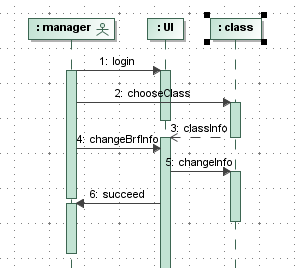 : manager
: UI
: class
1: login
2: chooseClass
3: classInfo
4: changeBrfInfo
5: changeInfo
6: succeed